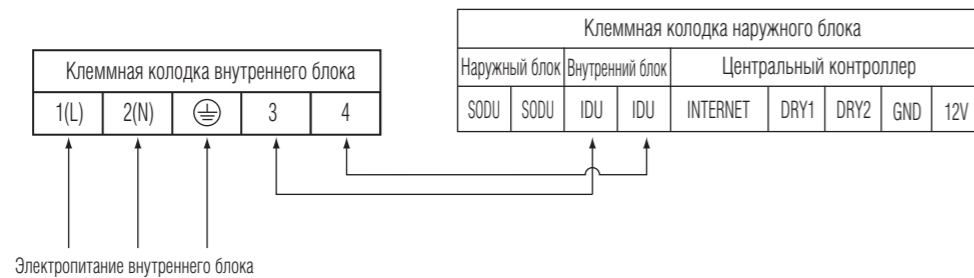 Клеммная колодка наружного блока
Наружный блок Внутренний блок Центральный контроллер
SODU SODU IDU IDU INTERNET DRY1 DRY2 GND 12V
Клеммная колодка внутреннего блока
1(L) 2(N) 3 4
Электропитание внутреннего блока